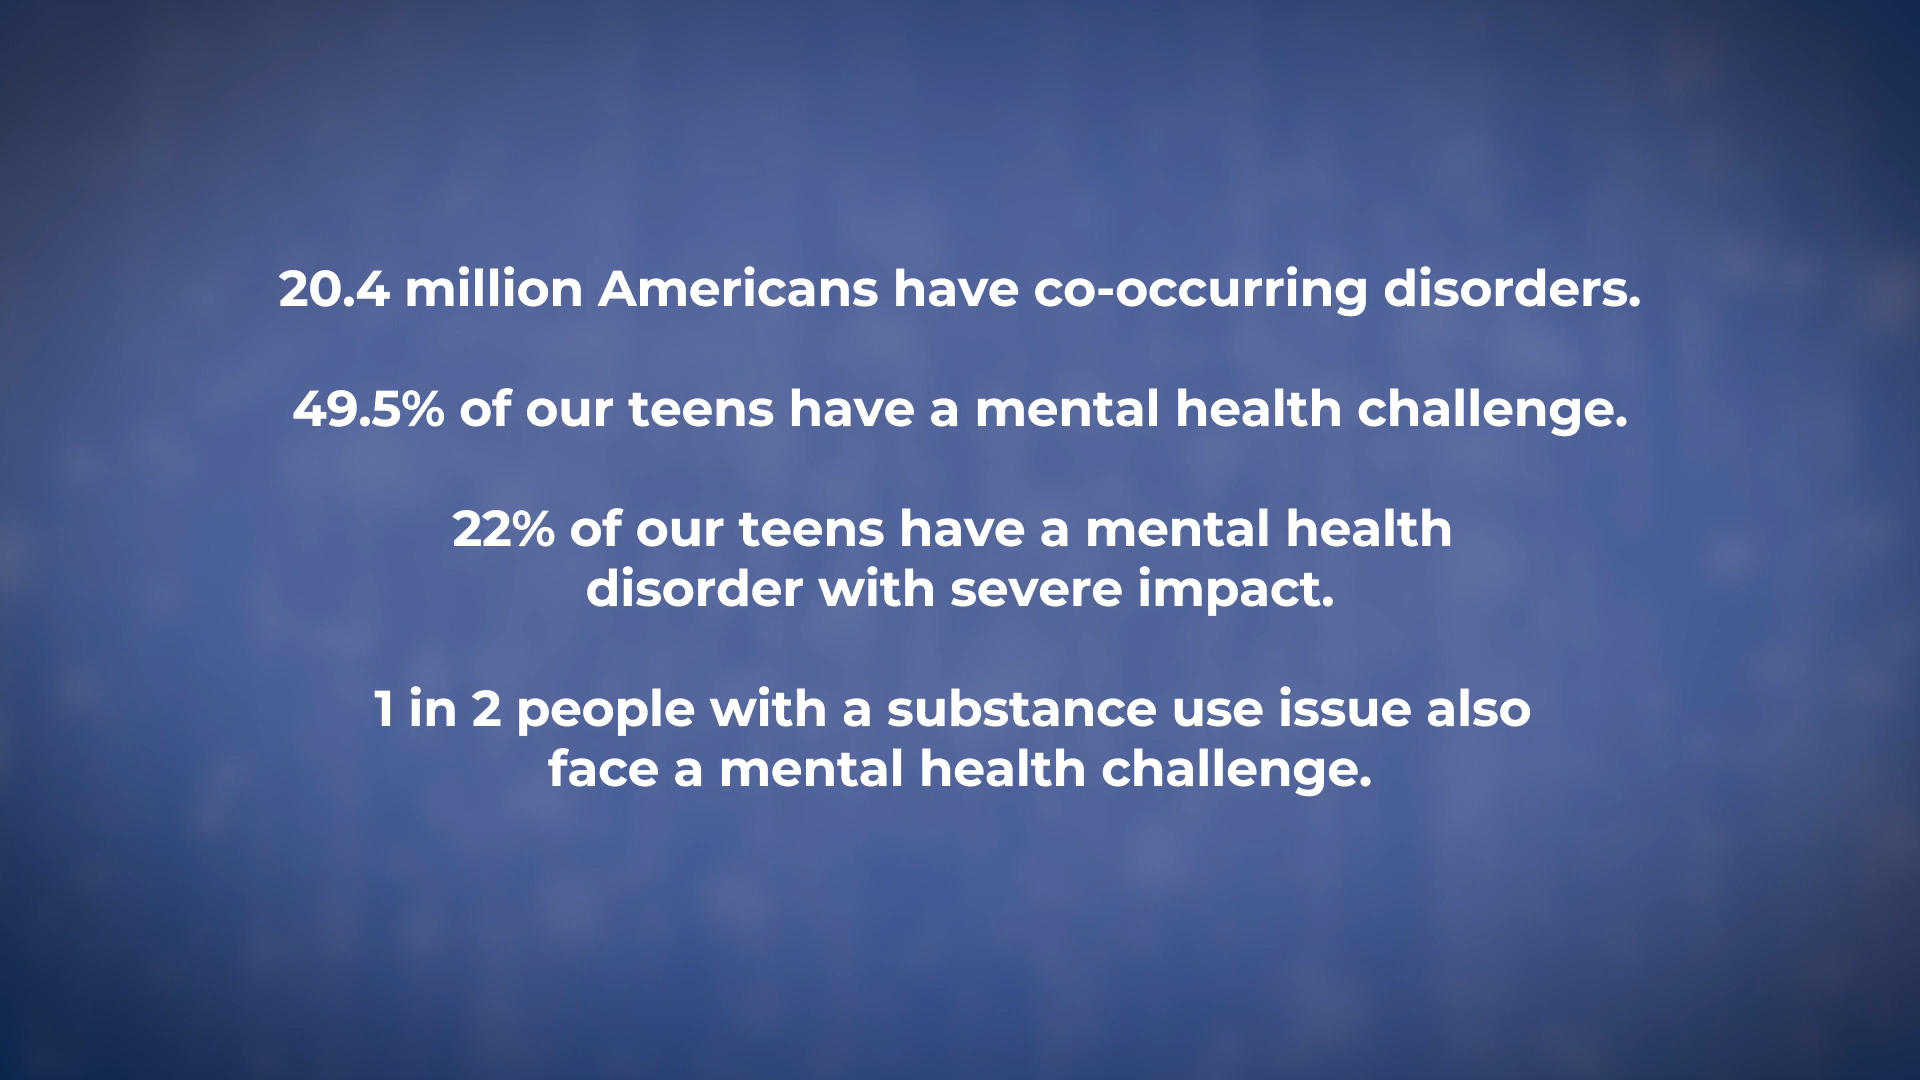 20.4 million Americans have co-occurring disorders.
49.5% of our teens have a mental health challenge.
22% of our teens have a mental health
disorder with severe impact.
1 in 2 people with a substance use issue also
face a mental health challenge.